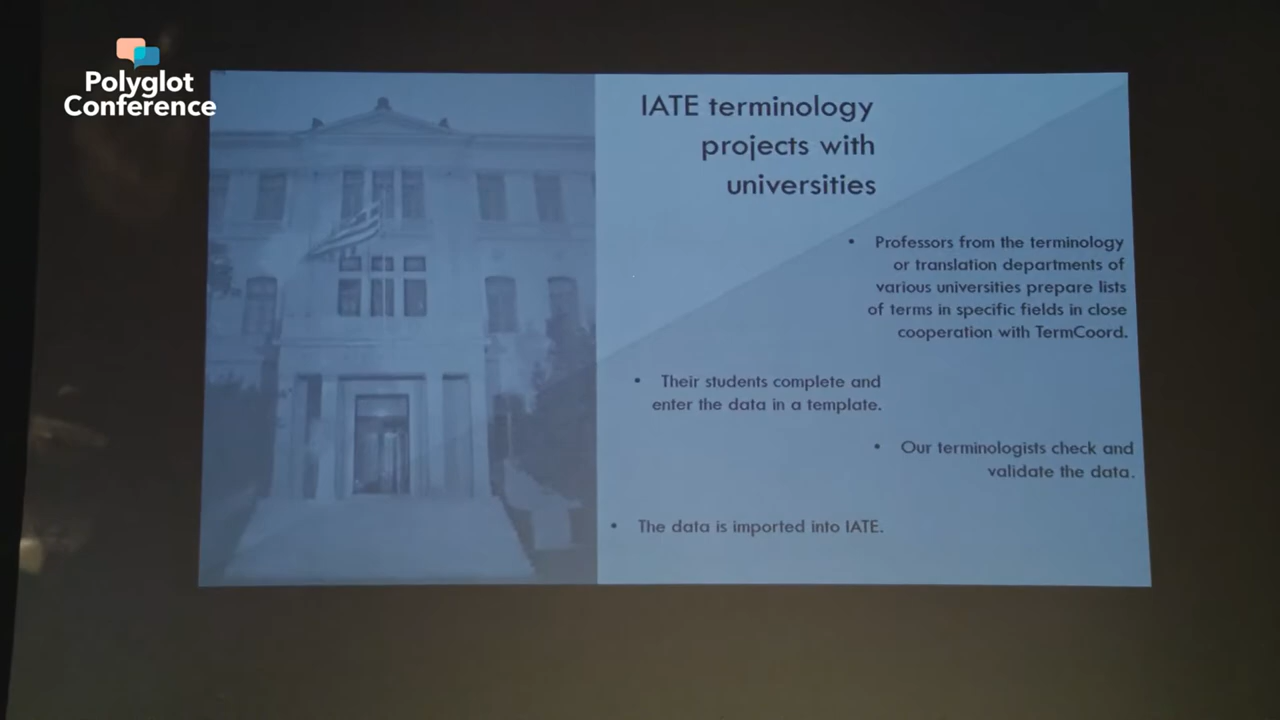 Polyglot
Conference
IATE terminology
projects with
universities
• Professors from the terminology
or translation departments of
various universities prepare lists
of terms in specific fields in close
cooperation with TermCoord.
• Their students complete and
enter the data in a template.
• Our terminologists check and
validate the data.
• The data is imported into IATE.